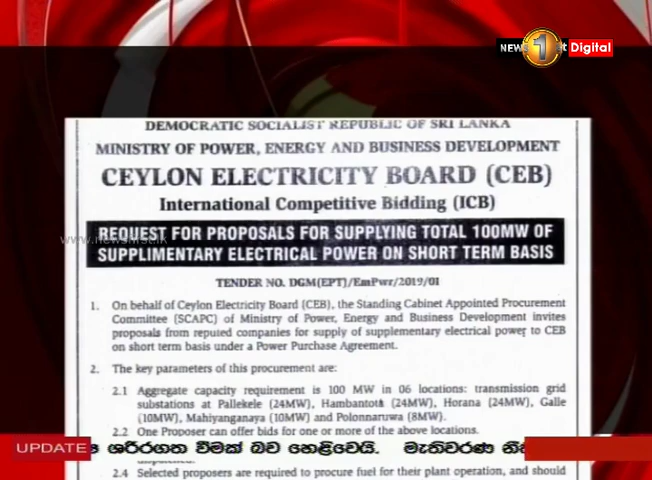 NEWS 1st Digital
DEMOCRATIC SOCIALIST REPUBLIC OF SRI LANKA
MINISTRY OF POWER, ENERGY AND BUSINESS DEVELOPMENT
CEYLON ELECTRICITY BOARD (CEB)
International Competitive Bidding (ICB)
REQUEST FOR PROPOSALS FOR SUPPLYING TOTAL 100MW OF
SUPPLIMENTARY ELECTRICAL POWER ON SHORT TERM BASIS
TENDER NO. DGM(EPT)/EmPwr/2019/01
1. On behalf of Ceylon Electricity Board (CEB), the Standing Cabinet Appointed Procurement
Committee (SCAPC) of Ministry of Power, Energy and Business Development invites
proposals from reputed companies for supply of supplementary electrical power to CEB
on short term basis under a Power Purchase Agreement.
2. The key parameters of this procurement are:
2.1 Aggregate capacity requirement is 100 MW in 06 locations: transmission grid
substations at Pallekele (24MW), Hambantota (24MW), Horana (24MW), Galle
(10MW), Mahiyanganaya (10MW) and Polonnaruwa (8MW).
2.2 One Proposer can offer bids for one or more of the above locations.
UPDATE ශරීරගත වීමක් බව හෙළිවෙයි. මැතිවරණ
2.4 Selected proposers are required to procure fuel for their plant operation, and should